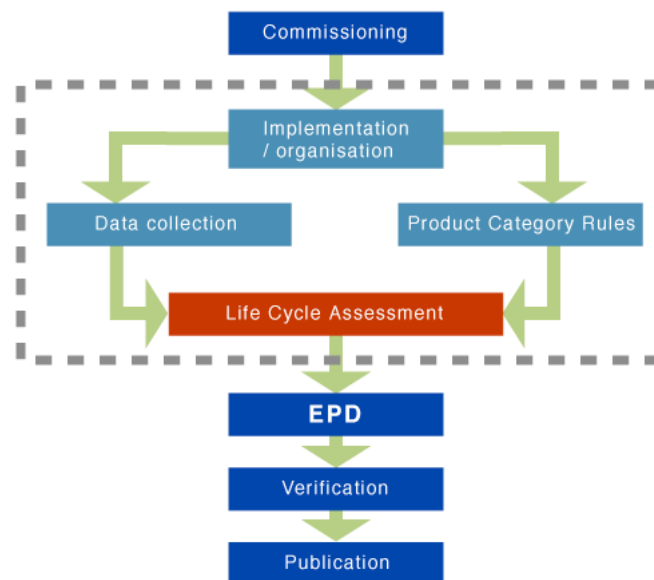 Commissioning
Implementation
/ organisation
Data collection
Product Category Rules
Life Cycle Assessment
EPD
Verification
Publication